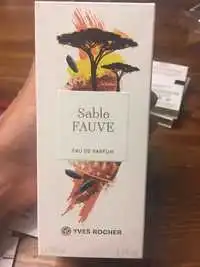 Sable
FAUVE
EAU DE PARFUM
YVES ROCHER